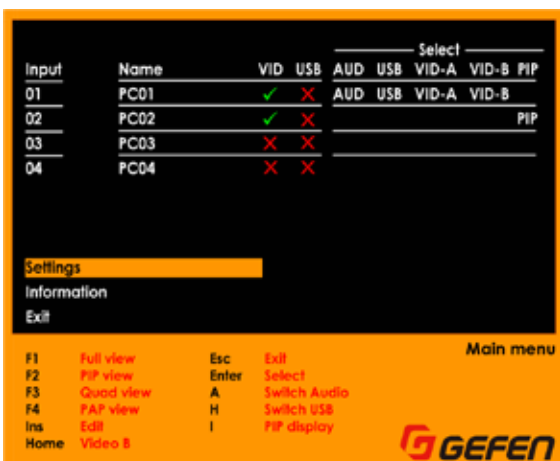 Select
Input Name VID USB AUD USB VID-A VID-B PIP
01 PC01 ✓ ✗ AUD USB VID-A VID-B
02 PC02 ✓ ✗ PIP
03 PC03 ✗ ✗
04 PC04 ✗ ✗
Settings
Information
Exit
Main menu
F1 Full view Esc Exit
F2 PIP view Enter Select
F3 Quad view A Switch Audio
F4 PAP view H Switch USB
Ins Edit I PIP display
Home Video B
GEFEN